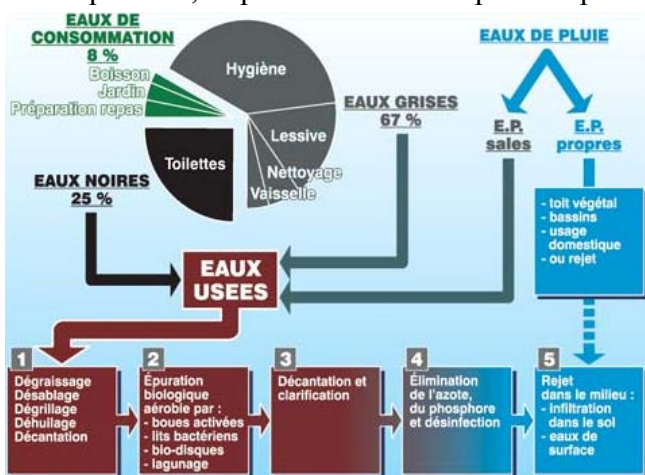 EAUX DE
CONSOMMATION
8 %
Boisson
Jardin
Préparation repas
Hygiène
Lessive
Nettoyage
Vaisselle
Toilettes
EAUX GRISES
67 %
EAUX NOIRES
25 %
EAUX DE PLUIE
E.P.
sales
E.P.
propres
- toit végétal
- bassins
- usage
domestique
- ou rejet
EAUX
USEES
1
Dégraissage
Désablage
Dégrillage
Déhuilage
Décantation
2
Épuration
biologique
aérobie par :
- boues activées
- lits bactériens
- bio-disques
- lagunage
3
Décantation et
clarification
4
Élimination
de l'azote,
du phosphore
et désinfection
5
Rejet
dans le milieu :
- infiltration
dans le sol
- eaux de
surface